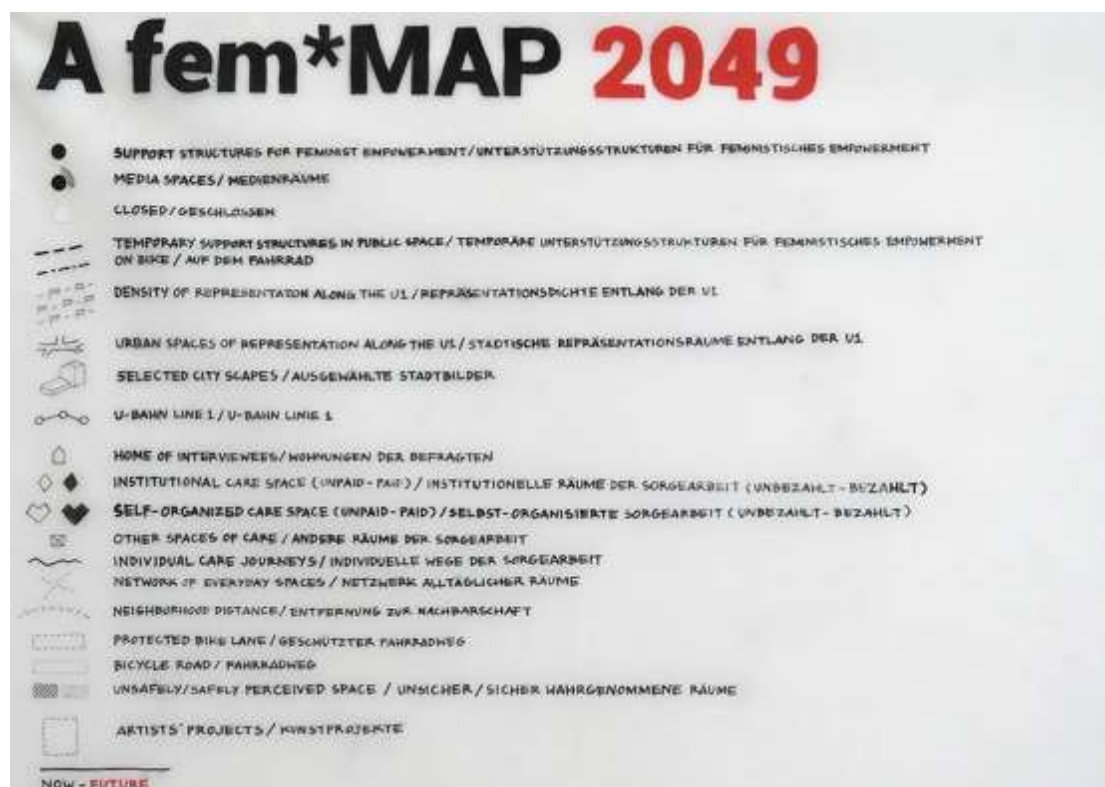 A fem*MAP 2049
SUPPORT STRUCTURES FOR FEMINIST EMPOWERMENT/UNTERSTÜTZUNGSSTRUKTUREN FÜR FEMINISTISCHES EMPOWERMENT
MEDIA SPACES/MEDIENRÄUME
CLOSED/GESCHLOSSEN
TEMPORARY SUPPORT STRUCTURES IN PUBLIC SPACE/TEMPORÄRE UNTERSTÜTZUNGSSTRUKTUREN FÜR FEMINISTISCHES EMPOWERMENT
ON BIKE / AUF DEM FAHRRAD
DENSITY OF REPRESENTATION ALONG THE U1/REPRÄSENTATIONSDICHTE ENTLANG DER U1
URBAN SPACES OF REPRESENTATION ALONG THE U1/STÄDTISCHE REPRÄSENTATIONSRÄUME ENTLANG DER U1
SELECTED CITY SCAPES / AUSGEWÄHLTE STADTBILDER
U-BAHN LINE 1 / U-BAHN LINIE 1
HOME OF INTERVIEWEES/WOHNUNGEN DER BEFRAGTEN
INSTITUTIONAL CARE SPACE (UNPAID-PAID) / INSTITUTIONELLE RÄUME DER SORGEARBEIT (UNBEZAHLT-BEZAHLT)
SELF-ORGANIZED CARE SPACE (UNPAID-PAID)/SELBST-ORGANISIERTE SORGEARBEIT (UNBEZAHLT-BEZAHLT)
OTHER SPACES OF CARE / ANDERE RÄUME DER SORGEARBEIT
INDIVIDUAL CARE JOURNEYS/ INDIVIDUELLE WEGE DER SORGEARBEIT
NETWORK OF EVERYDAY SPACES / NETZWERK ALLTÄGLICHER RÄUME
NEIGHBORHOOD DISTANCE/ ENTFERNUNG ZUR NACHBARSCHAFT
PROTECTED BIKE LANE / GESCHÜTZTER FAHRRADWEG
BICYCLE ROAD / FAHRRADWEG
UNSAFELY/SAFELY PERCEIVED SPACE / UNSICHER/SICHER WAHRGENOMMENE RÄUME
ARTISTS' PROJECTS / KUNSTPROJEKTE
NOW - FUTURE